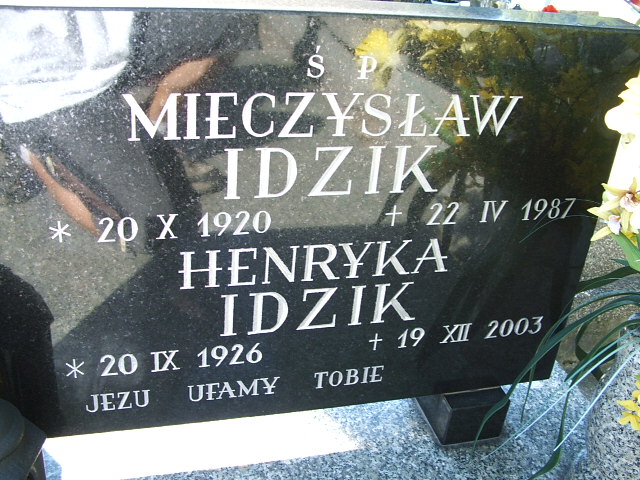 Ś P
MIECZYSŁAW
IDZIK
* 20 X 1920 + 22 IV 1987
HENRYKA
IDZIK
* 20 IX 1926 + 19 XII 2003
JEZU UFAMY TOBIE